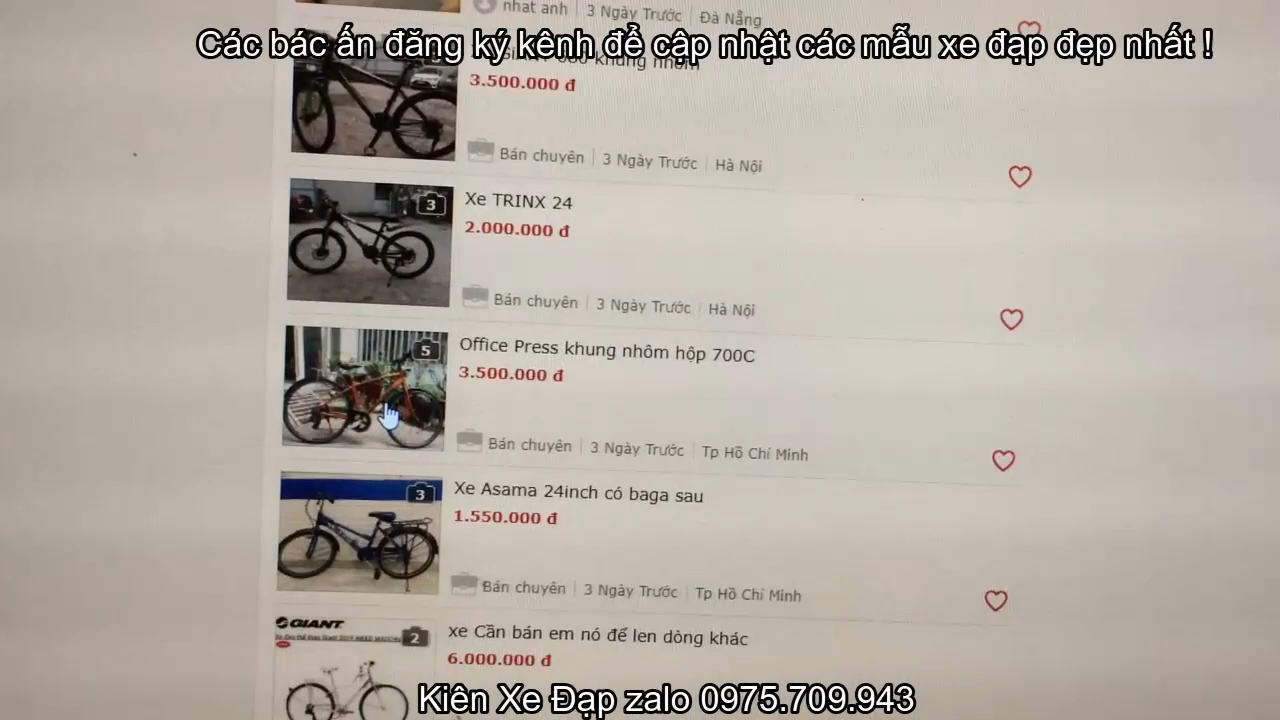 nhat anh | 3 Ngày Trước | Đà Nẵng
Các bác ấn đăng ký kênh để cập nhật các mẫu xe đạp đẹp nhất !
khung nhôm
3.500.000 đ
Bán chuyên | 3 Ngày Trước | Hà Nội
3
Xe TRINX 24
2.000.000 đ
Bán chuyên | 3 Ngày Trước | Hà Nội
5
Office Press khung nhôm hộp 700C
3.500.000 đ
Bán chuyên | 3 Ngày Trước | Tp Hồ Chí Minh
3
Xe Asama 24inch có baga sau
1.550.000 đ
Bán chuyên | 3 Ngày Trước | Tp Hồ Chí Minh
GIANT
2
xe Cần bán em nó để len dòng khác
6.000.000 đ
Kiên Xe Đạp zalo 0975.709.943